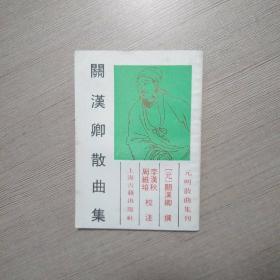 關漢卿散曲集
元明散曲集刊
〔元〕關漢卿 撰
李漢秋
周維培 校注
上海古籍出版社